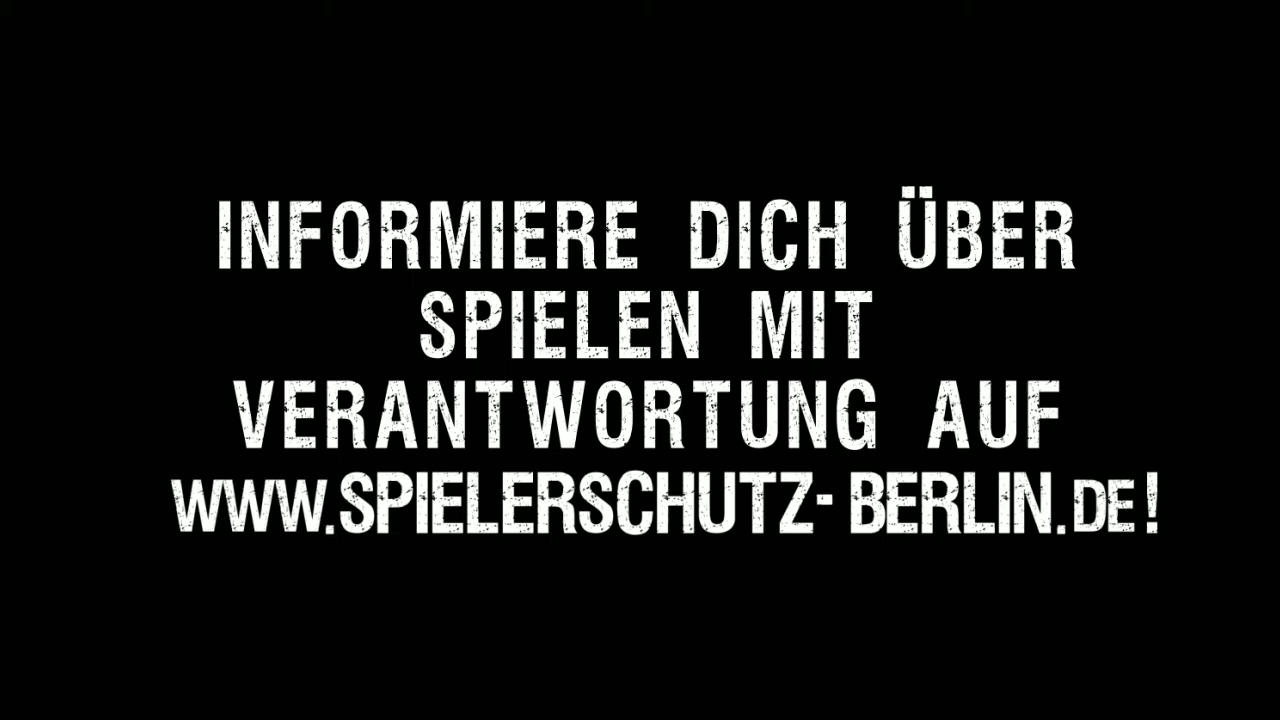 INFORMIERE DICH ÜBER
SPIELEN MIT
VERANTWORTUNG AUF
WWW.SPIELERSCHUTZ- BERLIN.DE!